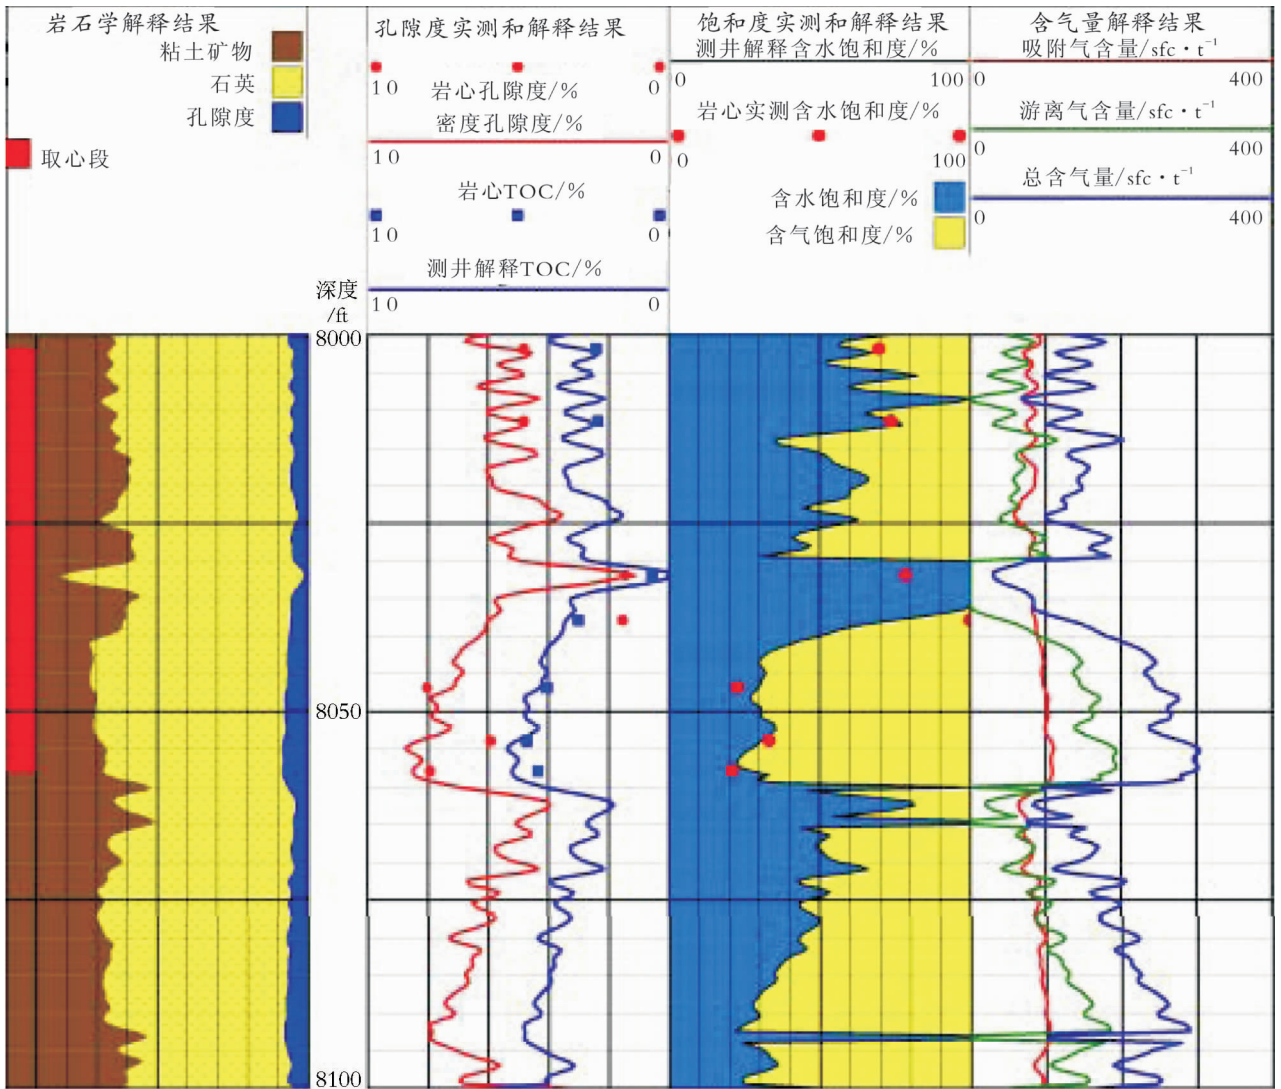 岩石学解释结果
粘土矿物
石英
孔隙度
取心段
深度
/ft
孔隙度实测和解释结果
10 0
岩心孔隙度/%
密度孔隙度/%
10 0
岩心TOC/%
10 0
测井解释TOC/%
10 0
饱和度实测和解释结果
测井解释含水饱和度/%
0 100
岩心实测含水饱和度/%
0 100
含水饱和度/%
含气饱和度/%
含气量解释结果
吸附气含量/sfc·t⁻¹
0 400
游离气含量/sfc·t⁻¹
0 400
总含气量/sfc·t⁻¹
0 400
8000
8050
8100